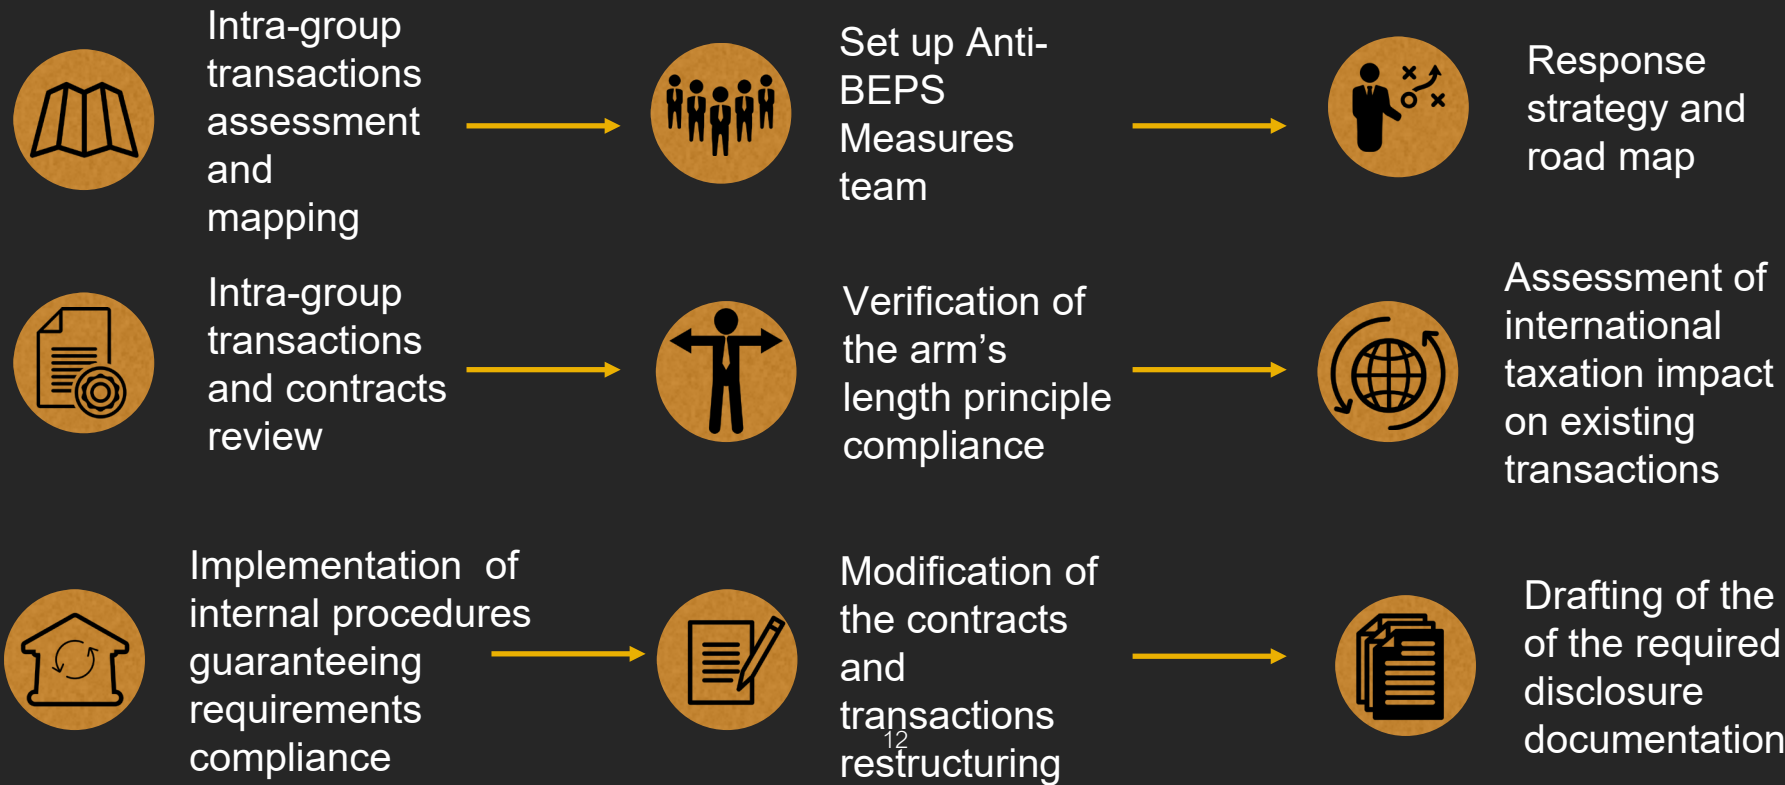 Intra-group
transactions
assessment
and
mapping
Set up Anti-
BEPS
Measures
team
Response
strategy and
road map
Intra-group
transactions
and contracts
review
Verification of
the arm’s
length principle
compliance
Assessment of
international
taxation impact
on existing
transactions
Implementation  of
internal procedures
guaranteeing
requirements
compliance
Modification of
the contracts
and
transactions
restructuring
12
Drafting of the
of the required
disclosure
documentation